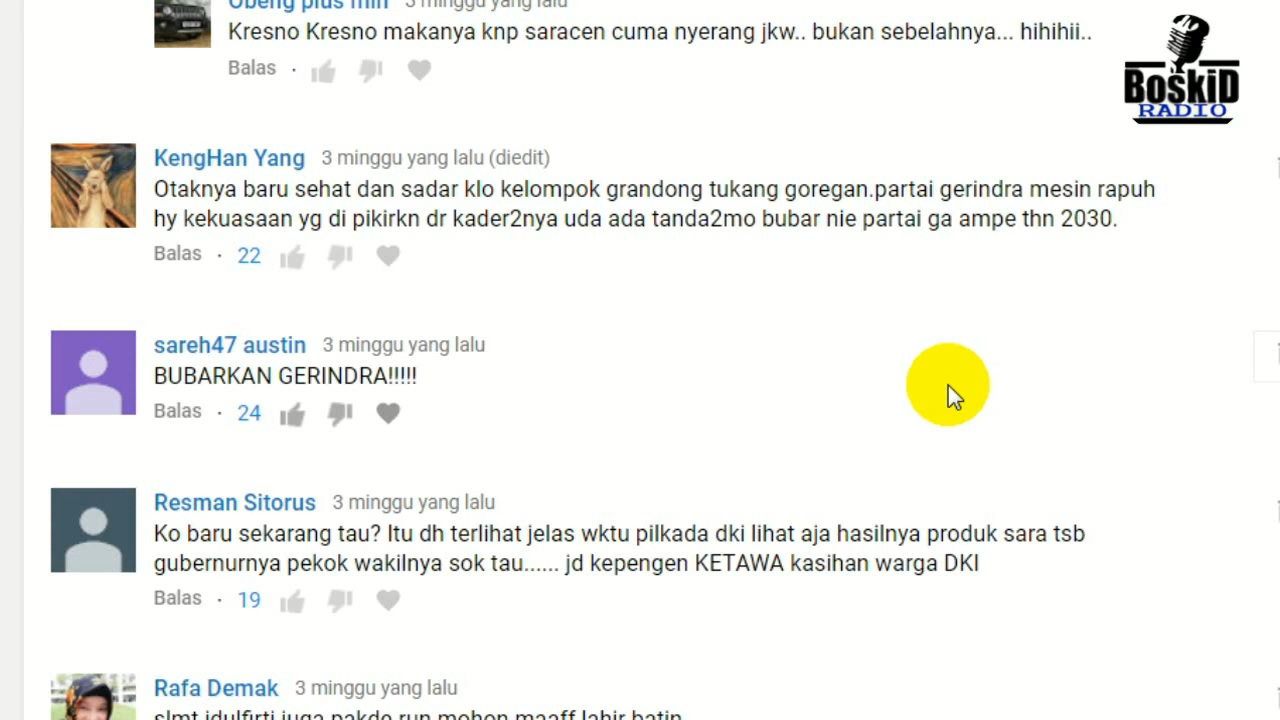 Obeng plus min 3 minggu yang lalu
Kresno Kresno makanya knp saracen cuma nyerang jkw.. bukan sebelahnya... hihihii..
Balas ·
BoskiD
RADIO
KengHan Yang 3 minggu yang lalu (diedit)
Otaknya baru sehat dan sadar klo kelompok grandong tukang goregan.partai gerindra mesin rapuh
hy kekuasaan yg di pikirkn dr kader2nya uda ada tanda2mo bubar nie partai ga ampe thn 2030.
Balas · 22
sareh47 austin 3 minggu yang lalu
BUBARKAN GERINDRA!!!!!
Balas · 24
Resman Sitorus 3 minggu yang lalu
Ko baru sekarang tau? Itu dh terlihat jelas wktu pilkada dki lihat aja hasilnya produk sara tsb
gubernurnya pekok wakilnya sok tau...... jd kepengen KETAWA kasihan warga DKI
Balas · 19
Rafa Demak 3 minggu yang lalu
slmt idulfirti juga pakde run mohon maaff lahir batin